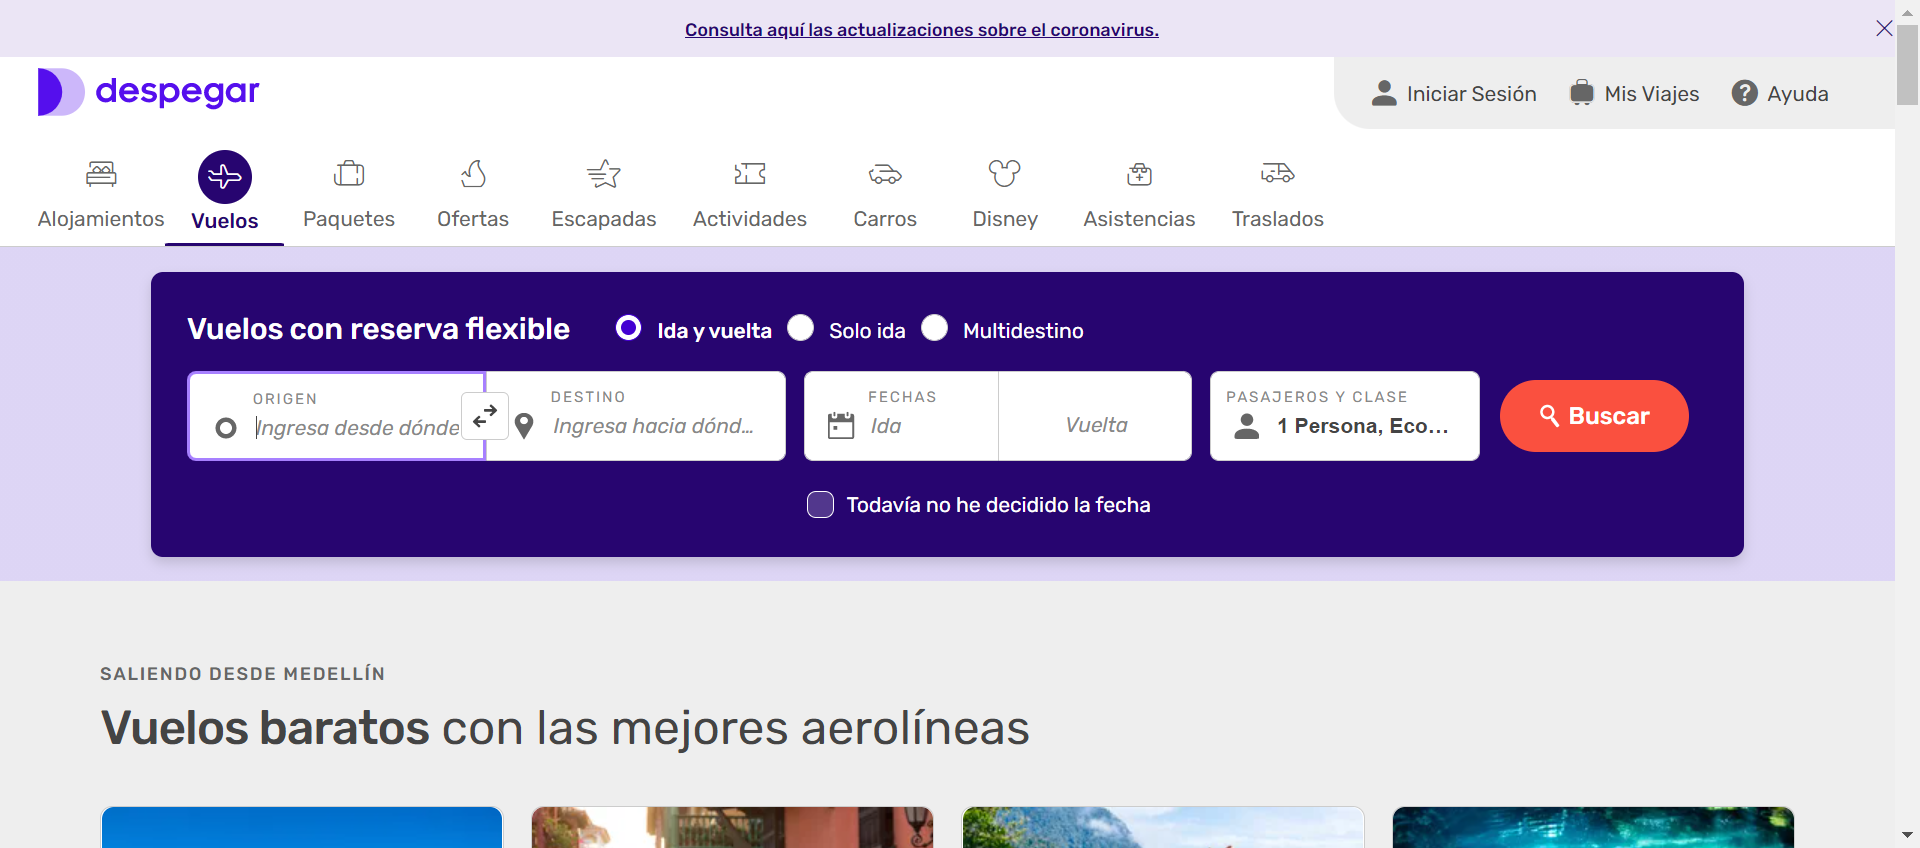 Consulta aquí las actualizaciones sobre el coronavirus.
despegar
Iniciar Sesión
Mis Viajes
Ayuda
Alojamientos
Vuelos
Paquetes
Ofertas
Escapadas
Actividades
Carros
Disney
Asistencias
Traslados
Vuelos con reserva flexible
Ida y vuelta
Solo ida
Multidestino
ORIGEN
Ingresa desde dónde
DESTINO
Ingresa hacia dónd...
FECHAS
Ida
Vuelta
PASAJEROS Y CLASE
1 Persona, Eco...
Buscar
Todavía no he decidido la fecha
SALIENDO DESDE MEDELLÍN
Vuelos baratos con las mejores aerolíneas